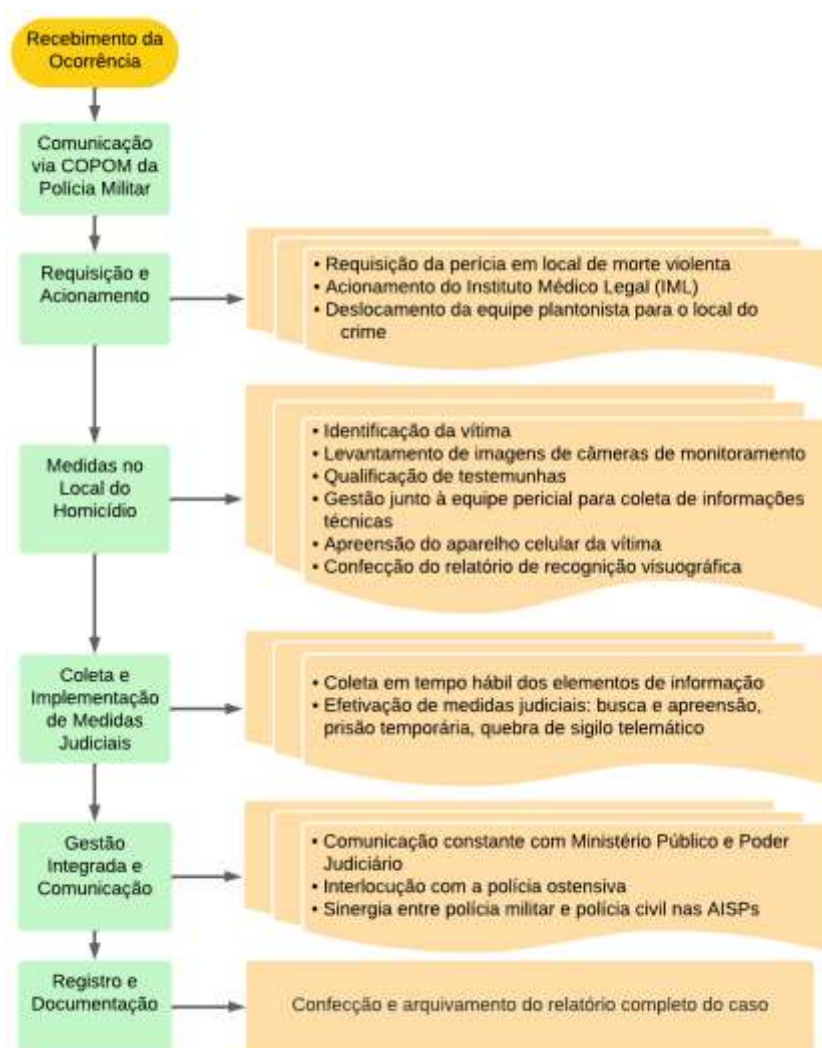 Recebimento da
Ocorrência
Comunicação
via COPOM da
Polícia Militar
Requisição e
Acionamento
• Requisição da perícia em local de morte violenta
• Acionamento do Instituto Médico Legal (IML)
• Deslocamento da equipe plantonista para o local do
crime
Medidas no
Local do
Homicídio
• Identificação da vítima
• Levantamento de imagens de câmeras de monitoramento
• Qualificação de testemunhas
• Gestão junto à equipe pericial para coleta de informações
técnicas
• Apreensão do aparelho celular da vítima
• Confecção do relatório de recognição visuográfica
Coleta e
Implementação
de Medidas
Judiciais
• Coleta em tempo hábil dos elementos de informação
• Efetivação de medidas judiciais: busca e apreensão,
prisão temporária, quebra de sigilo telemático
Gestão
Integrada e
Comunicação
• Comunicação constante com Ministério Público e Poder
Judiciário
• Interlocução com a polícia ostensiva
• Sinergia entre polícia militar e polícia civil nas AISPs
Registro e
Documentação
Confecção e arquivamento do relatório completo do caso